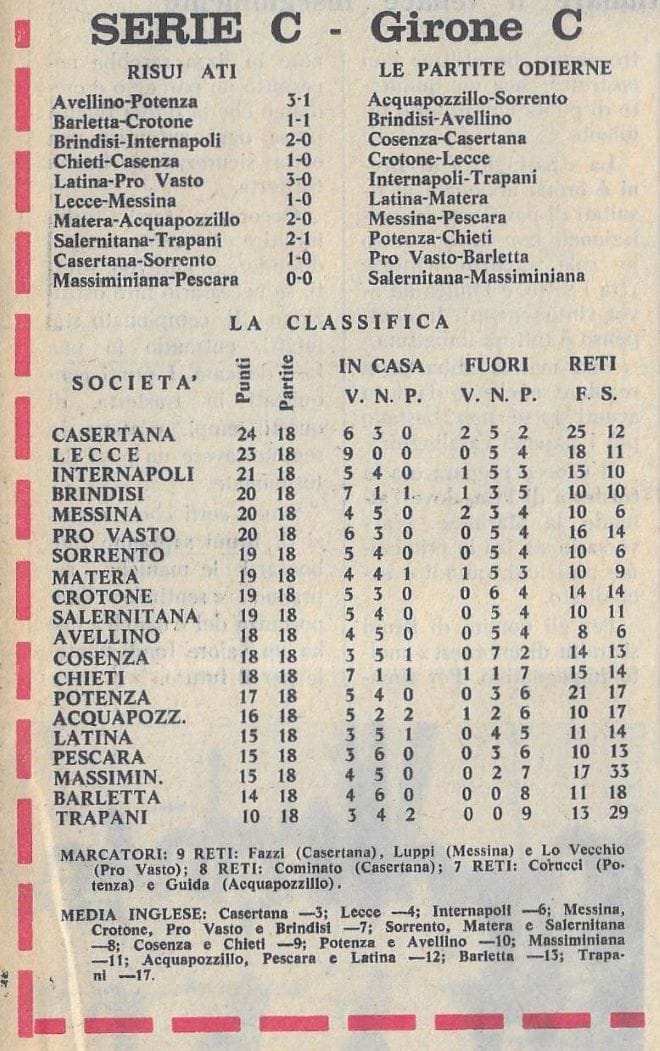 SERIE C - Girone C
RISUI ATI
Avellino-Potenza 3-1
Barletta-Crotone 1-1
Brindisi-Internapoli 2-0
Chieti-Casenza 1-0
Latina-Pro Vasto 3-0
Lecce-Messina 1-0
Matera-Acquapozzillo 2-0
Salernitana-Trapani 2-1
Casertana-Sorrento 1-0
Massiminiana-Pescara 0-0
LE PARTITE ODIERNE
Acquapozzillo-Sorrento
Brindisi-Avellino
Cosenza-Casertana
Crotone-Lecce
Internapoli-Trapani
Latina-Matera
Messina-Pescara
Potenza-Chieti
Pro Vasto-Barletta
Salernitana-Massiminiana
LA CLASSIFICA
SOCIETA' Punti Partite IN CASA FUORI RETI
V. N. P. V. N. P. F. S.
CASERTANA 24 18 6 3 0 2 5 2 25 12
LECCE 23 18 9 0 0 0 5 4 18 11
INTERNAPOLI 21 18 5 4 0 1 5 3 15 10
BRINDISI 20 18 7 1 1 1 3 5 10 10
MESSINA 20 18 4 5 0 2 3 4 10 6
PRO VASTO 20 18 6 3 0 0 5 4 16 14
SORRENTO 19 18 5 4 0 0 5 4 10 6
MATERA 19 18 4 4 1 1 5 3 10 9
CROTONE 19 18 5 3 0 0 6 4 14 14
SALERNITANA 19 18 5 4 0 0 5 4 10 11
AVELLINO 18 18 4 5 0 0 5 4 8 6
COSENZA 18 18 3 5 1 0 7 2 14 13
CHIETI 18 18 7 1 1 1 1 7 15 14
POTENZA 17 18 5 4 0 0 3 6 21 17
ACQUAPOZZ. 16 18 5 2 2 1 2 6 10 17
LATINA 15 18 3 5 1 0 4 5 11 14
PESCARA 15 18 3 6 0 0 3 6 10 13
MASSIMIN. 15 18 4 5 0 0 2 7 17 33
BARLETTA 14 18 4 6 0 0 0 8 11 18
TRAPANI 10 18 3 4 2 0 0 9 13 29
MARCATORI: 9 RETI: Fazzi (Casertana), Luppi (Messina) e Lo Vecchio
(Pro Vasto); 8 RETI: Cominato (Casertana); 7 RETI: Corucci (Po-
tenza) e Guida (Acquapozzillo).
MEDIA INGLESE: Casertana —3; Lecce —4; Internapoli —6; Messina,
Crotone, Pro Vasto e Brindisi —7; Sorrento, Matera e Salernitana
—8; Cosenza e Chieti —9; Potenza e Avellino —10; Massiminiana
—11; Acquapozzillo, Pescara e Latina —12; Barletta —13; Trapa-
ni —17.